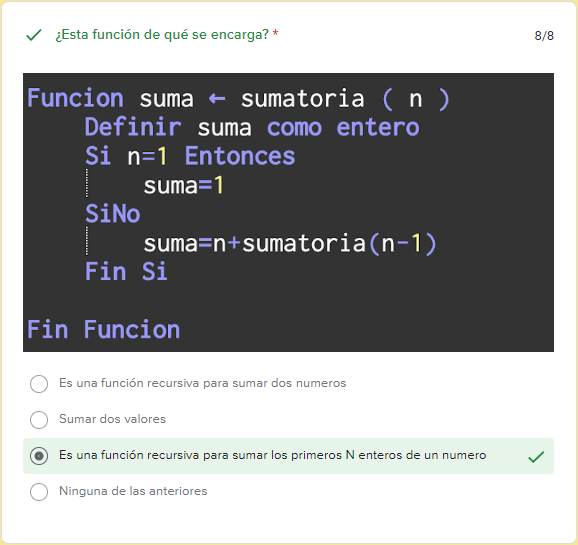 ¿Esta función de qué se encarga? *
8/8
Funcion suma ← sumatoria ( n )
Definir suma como entero
Si n=1 Entonces
suma=1
SiNo
suma=n+sumatoria(n-1)
Fin Si
Fin Funcion
Es una función recursiva para sumar dos numeros
Sumar dos valores
Es una función recursiva para sumar los primeros N enteros de un numero
Ninguna de las anteriores